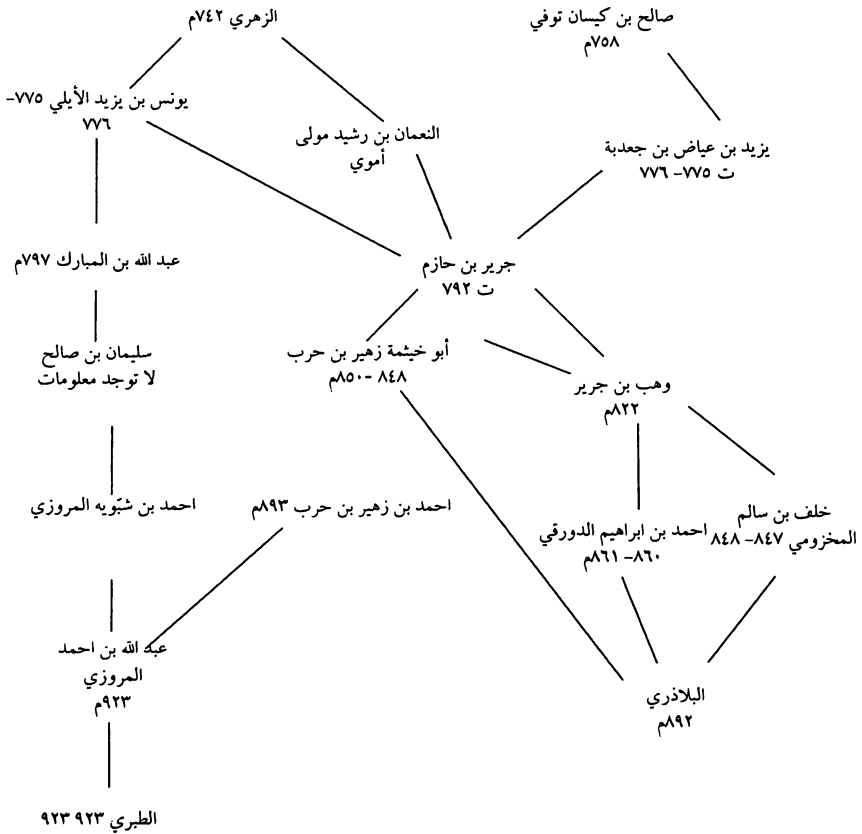 صالح بن كيسان توفي
٧٥٨م
الزهري ٧٤٢م
يونس بن يزيد الأيلي ٧٧٥–
٧٧٦
النعمان بن رشيد مولى
أموي
يزيد بن عياض بن جعدبة
ت ٧٧٥– ٧٧٦
جرير بن حازم
ت ٧٩٢
عبد الله بن المبارك ٧٩٧م
أبو خيثمة زهير بن حرب
٨٤٨ –٨٥٠م
سليمان بن صالح
لا توجد معلومات
وهب بن جرير
٨٢٢م
خلف بن سالم
المخزومي ٨٤٧– ٨٤٨
احمد بن ابراهيم الدورقي
٨٦٠– ٨٦١م
احمد بن زهير بن حرب ٨٩٣م
احمد بن شبّويه المروزي
عبد الله بن احمد
المروزي
٩٢٣م
البلاذري
٨٩٢م
الطبري ٩٢٣ ٩٢٣